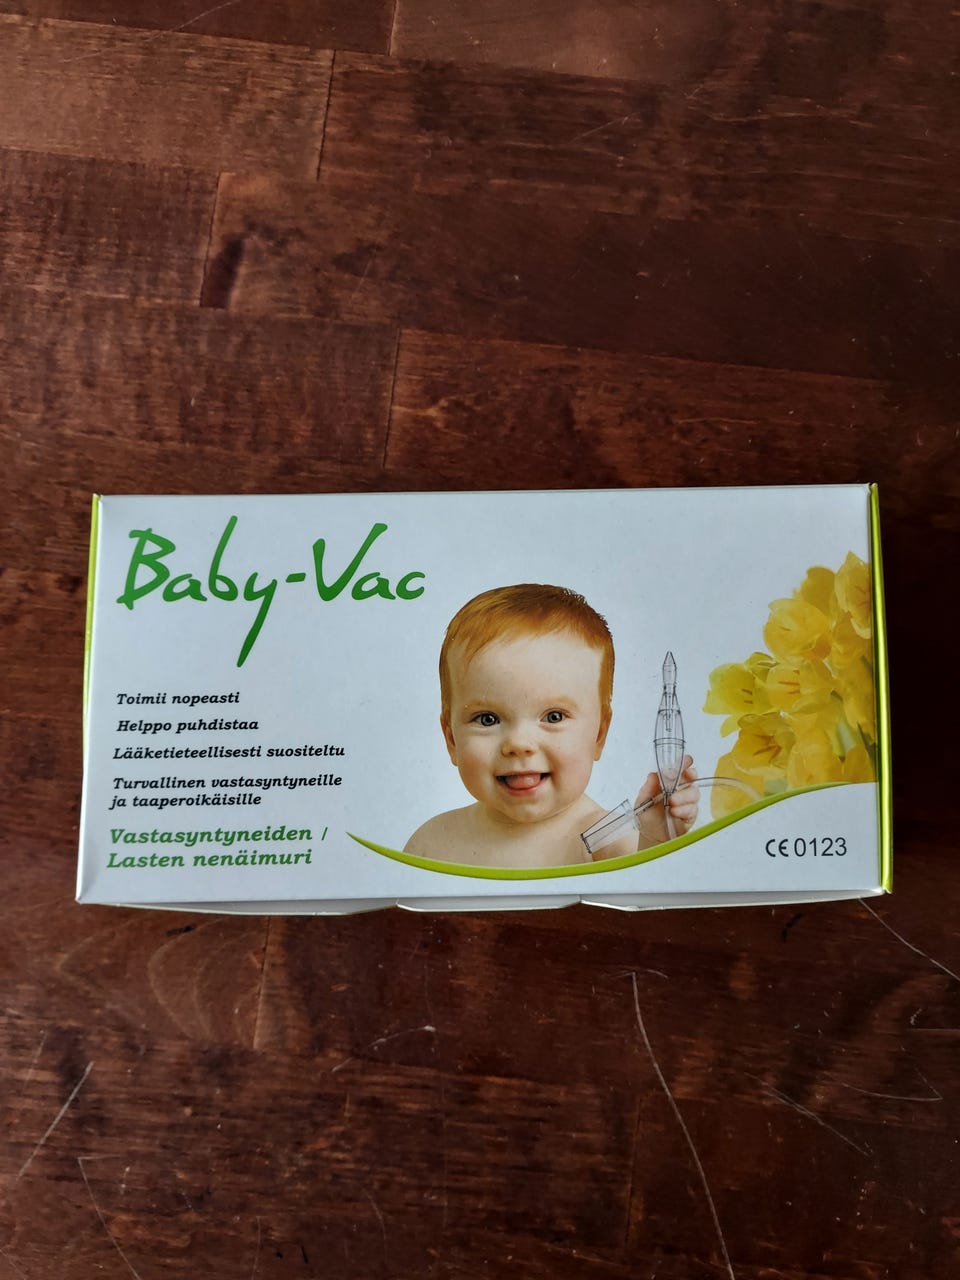 Baby-Vac
Toimii nopeasti
Helppo puhdistaa
Lääketieteellisesti suositeltu
Turvallinen vastasyntyneille
ja taaperoikäisille
Vastasyntyneiden /
Lasten nenäimuri
CE 0123